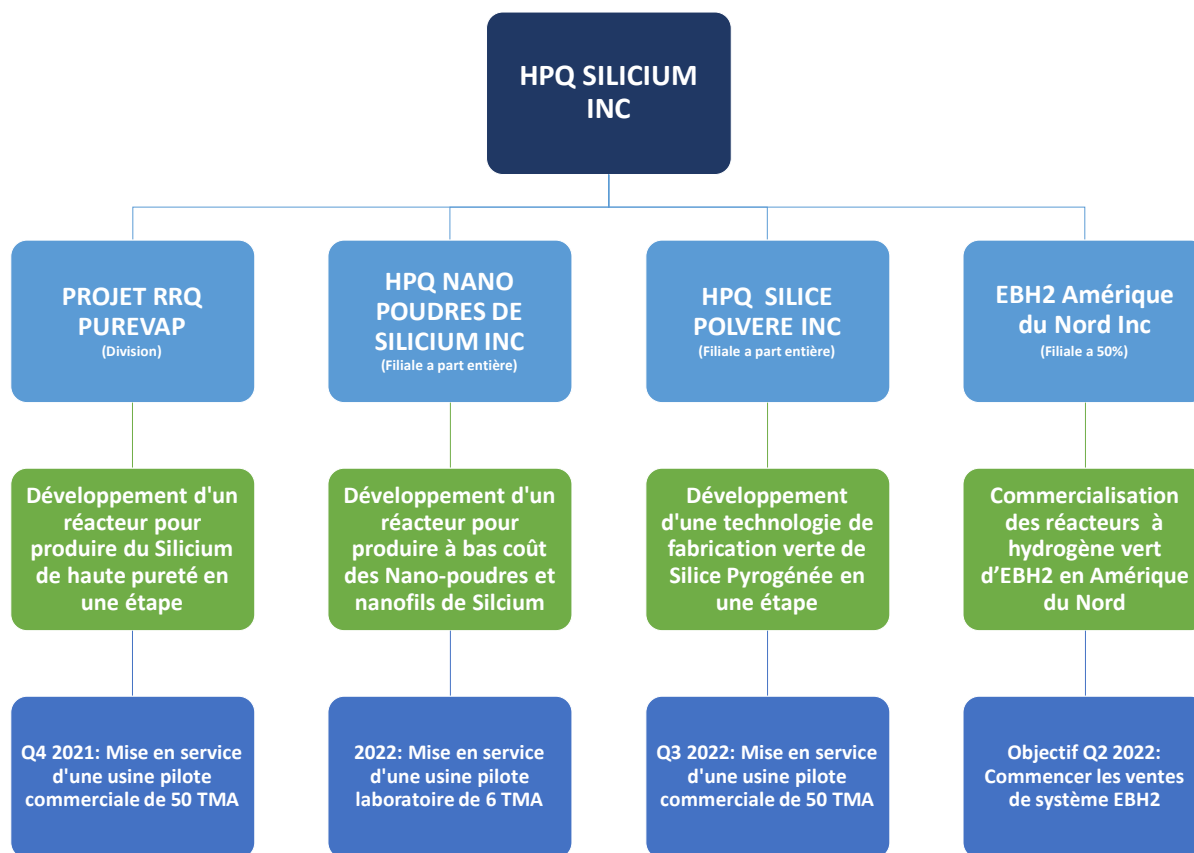 HPQ SILICIUM
INC
PROJET RRQ
PUREVAP
(Division)
HPQ NANO
POUDRES DE
SILICIUM INC
(Filiale a part entière)
HPQ  SILICE
POLVERE INC
(Filiale a part entière)
EBH2 Amérique
du Nord Inc
(Filiale a 50%)
Développement d'un
réacteur pour
produire du Silicium
de haute pureté en
une étape
Développement d'un
réacteur pour
produire à bas coût
des Nano-poudres et
nanofils de Silcium
Développement
d'une technologie de
fabrication verte de
Silice Pyrogénée en
une étape
Commercialisation
des réacteurs  à
hydrogène vert
d’EBH2 en Amérique
du Nord
Q4 2021: Mise en service
d'une usine pilote
commerciale de 50 TMA
2022: Mise en service
d'une usine pilote
laboratoire de 6 TMA
Q3 2022: Mise en service
d'une usine pilote
commerciale de 50 TMA
Objectif Q2 2022:
Commencer les ventes
de système EBH2